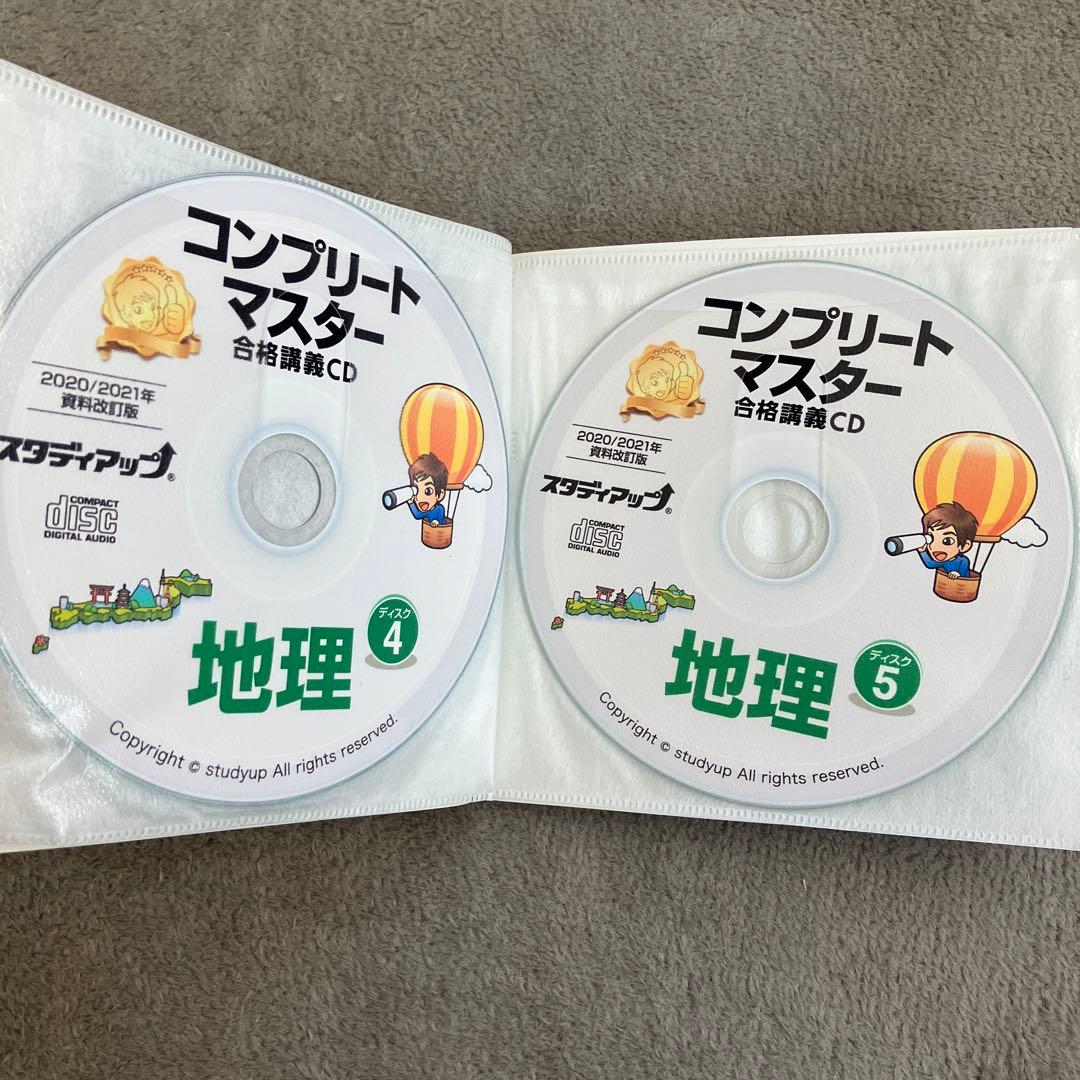 コンプリート
マスター
合格講義CD
2020/2021年
資料改訂版
スタディアップ®
COMPACT
disc
DIGITAL AUDIO
地理
ディスク
4
Copyright © studyup All rights reserved.
コンプリート
マスター
合格講義CD
2020/2021年
資料改訂版
スタディアップ®
COMPACT
disc
DIGITAL AUDIO
地理
ディスク
5
Copyright © studyup All rights reserved.